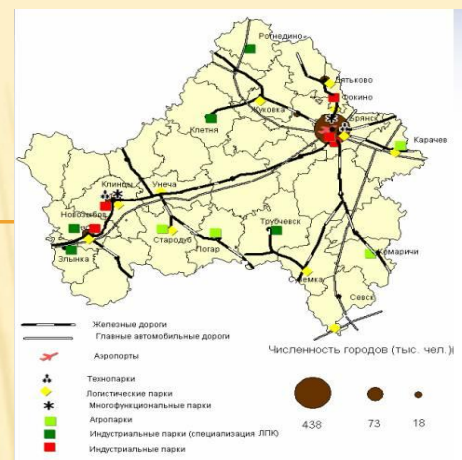 Рогнедино
Дятьково
Фокино
Жуковка
Брянск
Клетня
Карачев
Клинцы
Унеча
Новозыбков
Злынка
Стародуб
Погар
Трубчевск
Суземка
Комаричи
Севск
Железные дороги
Главные автомобильные дороги
Аэропорты
Технопарки
Логистические парки
Многофункциональные парки
Агропарки
Индустриальные парки (специализация ЛПК)
Индустриальные парки
Численность городов (тыс. чел.)
438
73
18